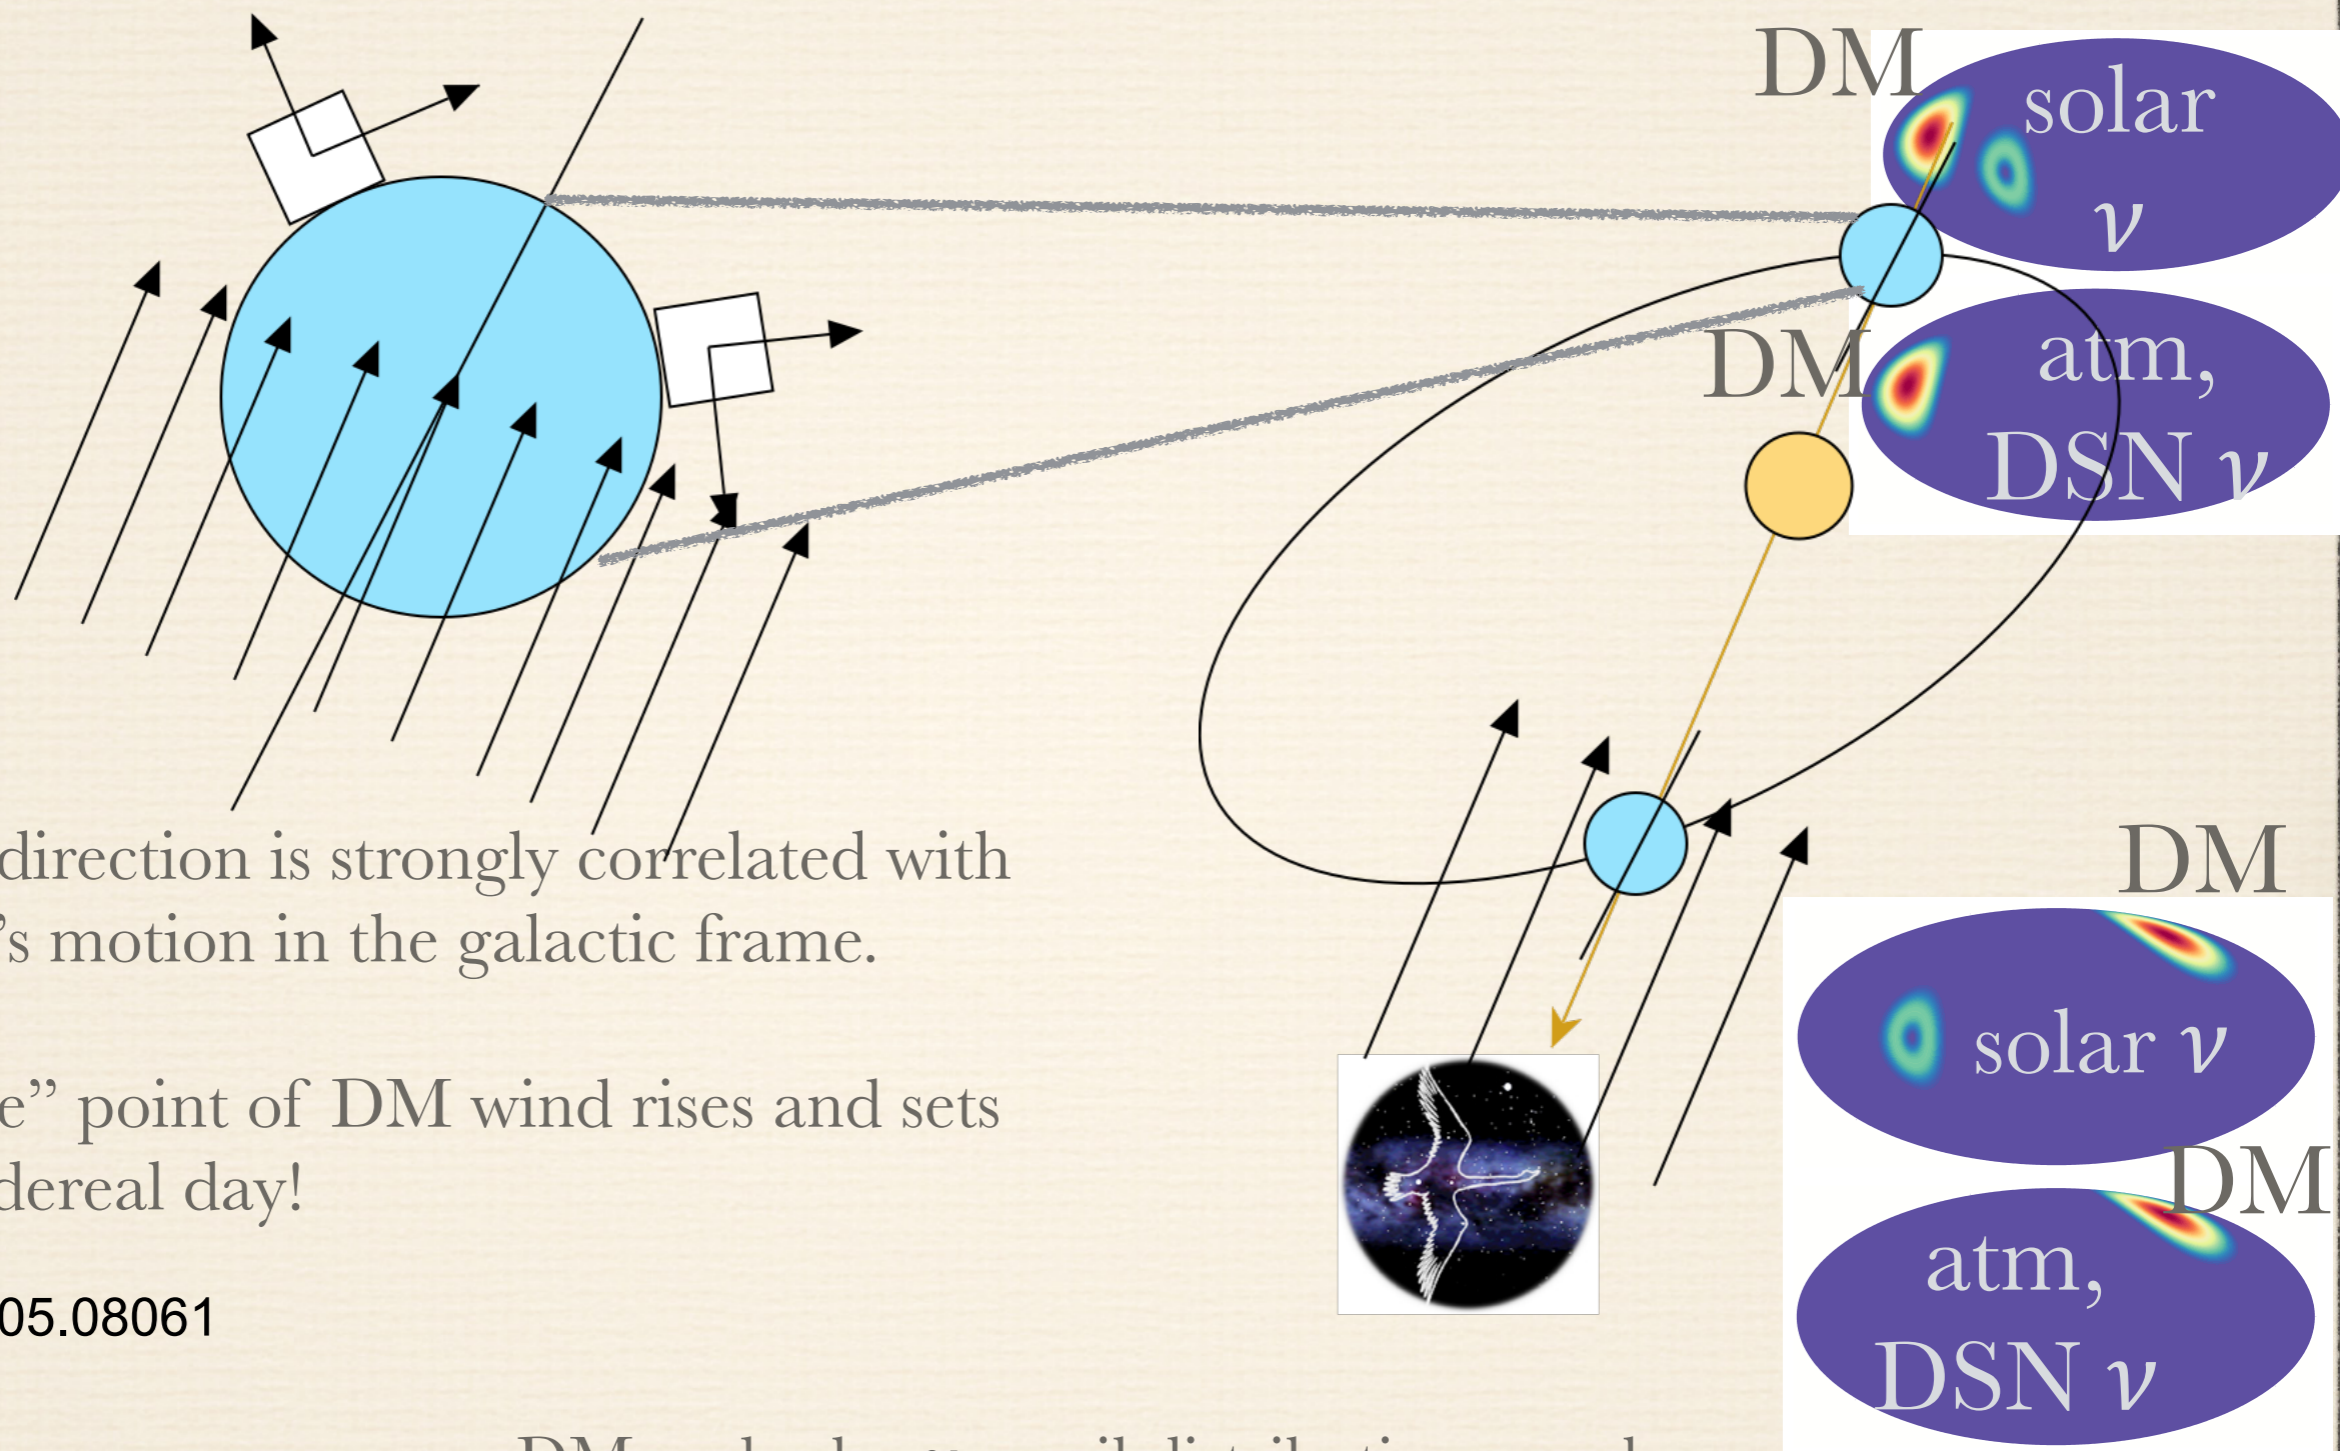 DM
solar
ν
DM
atm,
DSN ν
direction is strongly correlated with
’s motion in the galactic frame.
e” point of DM wind rises and sets
dereal day!
05.08061
DM
solar ν
DM
atm,
DSN ν
DM